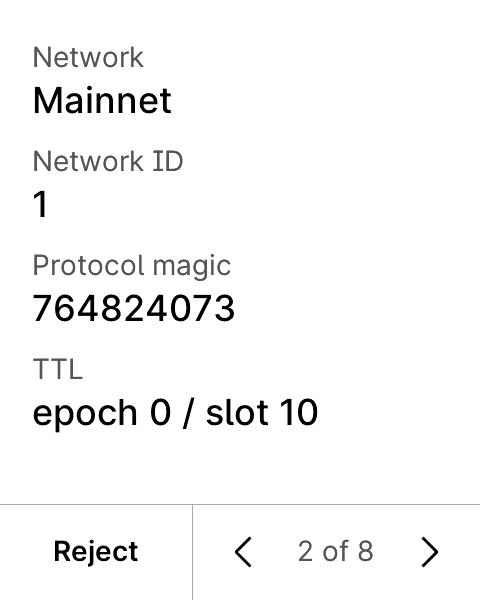 Network
Mainnet
Network ID
1
Protocol magic
764824073
TTL
epoch 0 / slot 10
Reject
2 of 8